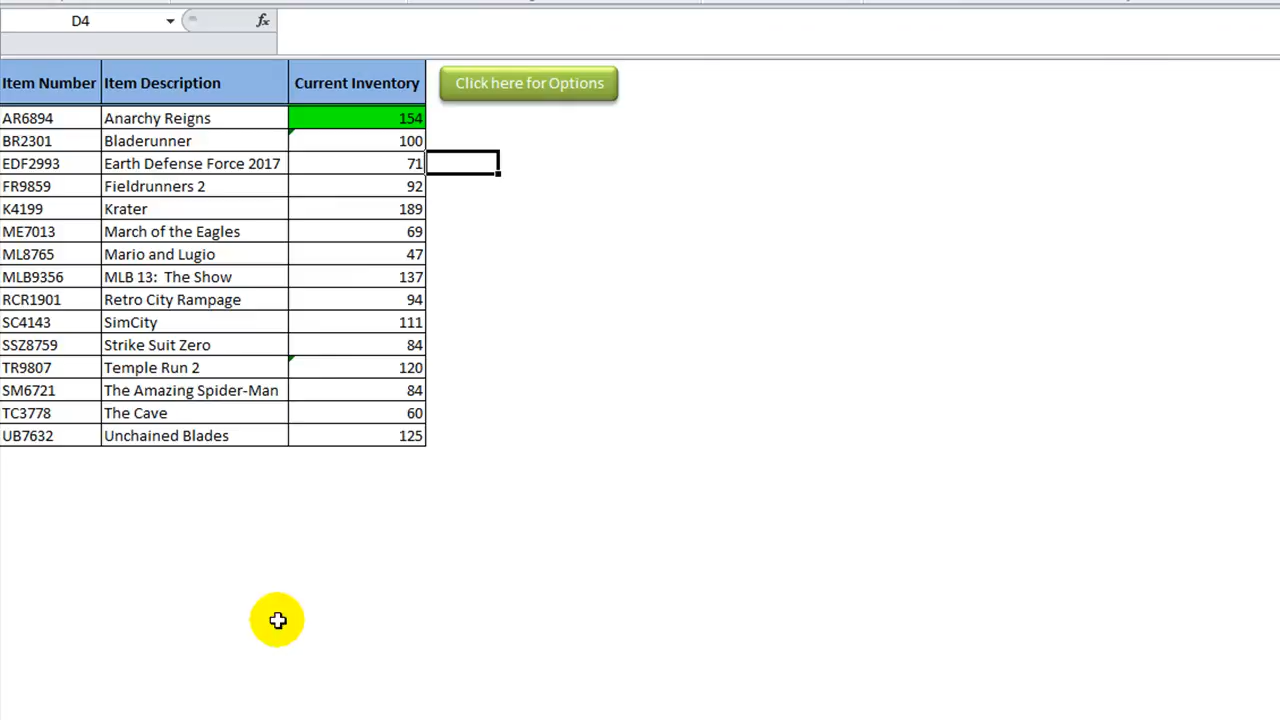 D4 fx
Item Number Item Description Current Inventory Click here for Options
AR6894 Anarchy Reigns 154
BR2301 Bladerunner 100
EDF2993 Earth Defense Force 2017 71
FR9859 Fieldrunners 2 92
K4199 Krater 189
ME7013 March of the Eagles 69
ML8765 Mario and Lugio 47
MLB9356 MLB 13:  The Show 137
RCR1901 Retro City Rampage 94
SC4143 SimCity 111
SSZ8759 Strike Suit Zero 84
TR9807 Temple Run 2 120
SM6721 The Amazing Spider-Man 84
TC3778 The Cave 60
UB7632 Unchained Blades 125